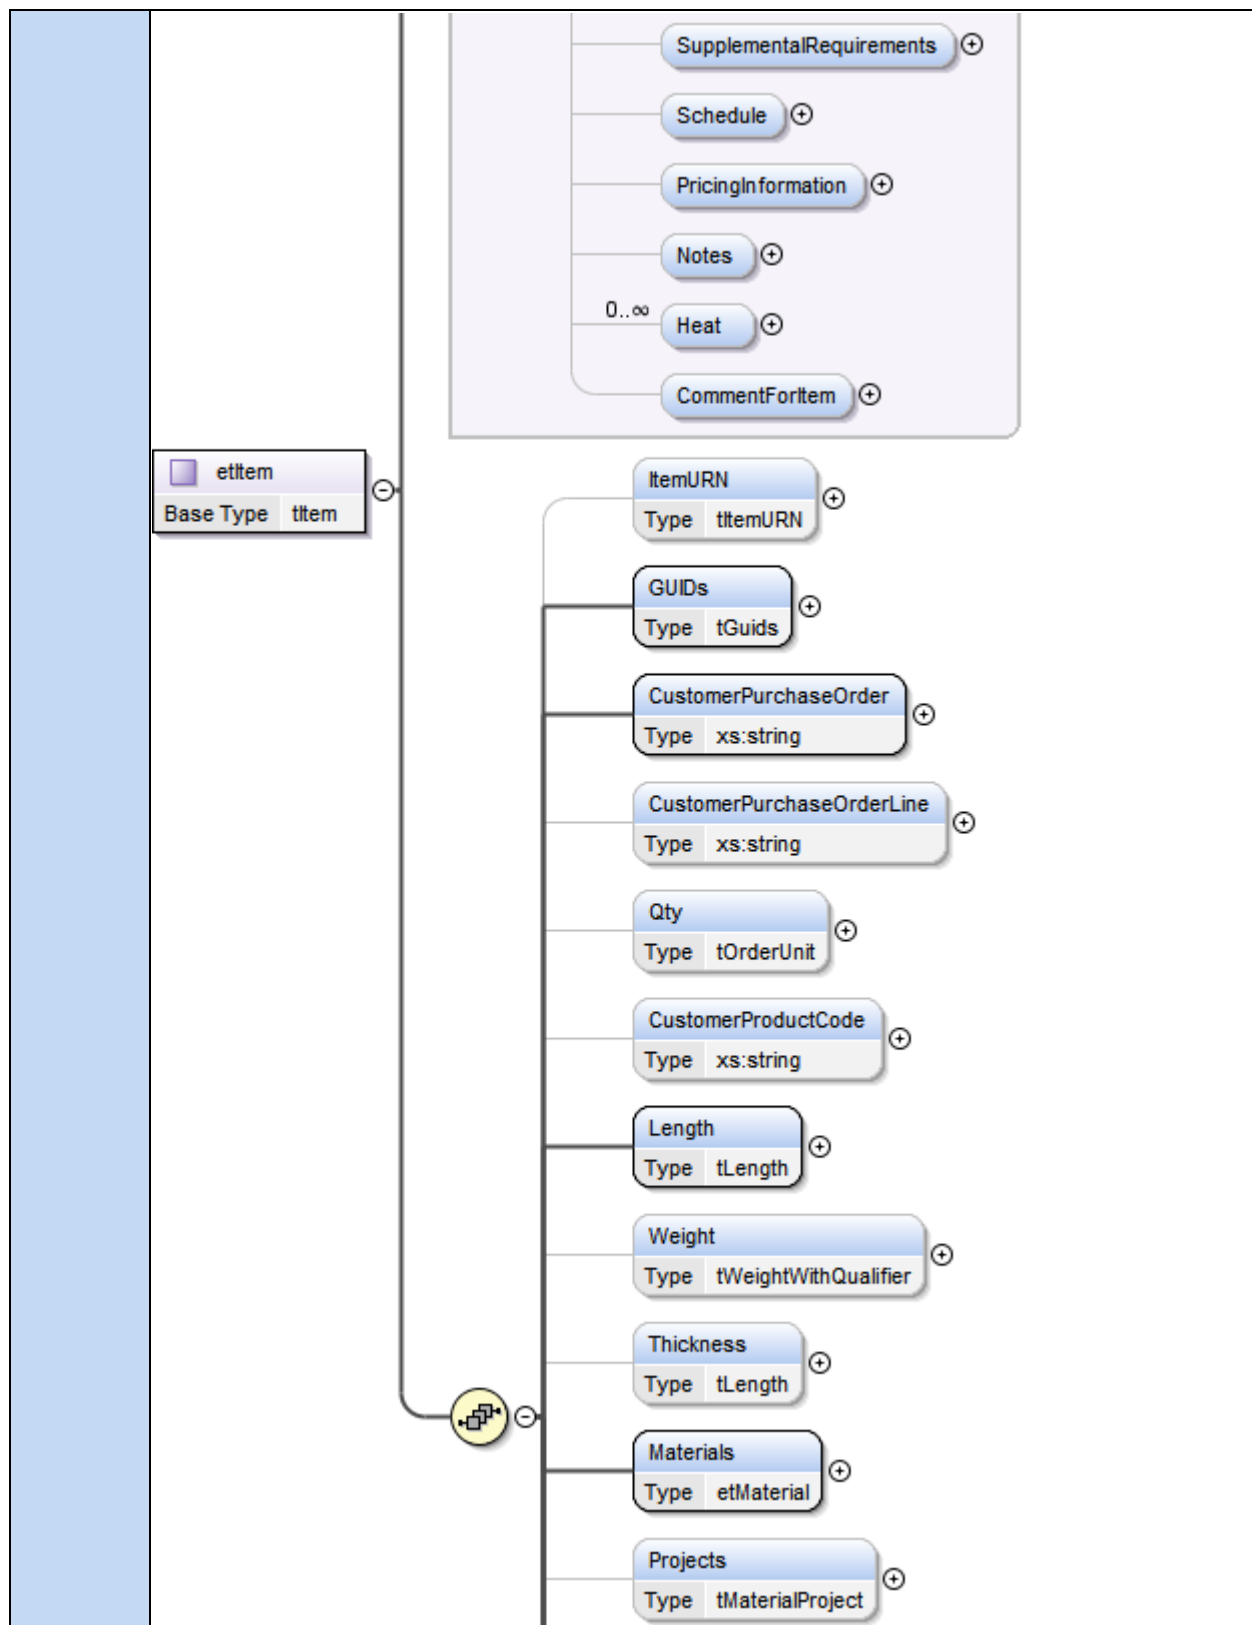 SupplementalRequirements
Schedule
PricingInformation
Notes
0..∞
Heat
CommentForItem
etItem
Base Type tItem
ItemURN
Type tItemURN
GUIDs
Type tGuids
CustomerPurchaseOrder
Type xs:string
CustomerPurchaseOrderLine
Type xs:string
Qty
Type tOrderUnit
CustomerProductCode
Type xs:string
Length
Type tLength
Weight
Type tWeightWithQualifier
Thickness
Type tLength
Materials
Type etMaterial
Projects
Type tMaterialProject